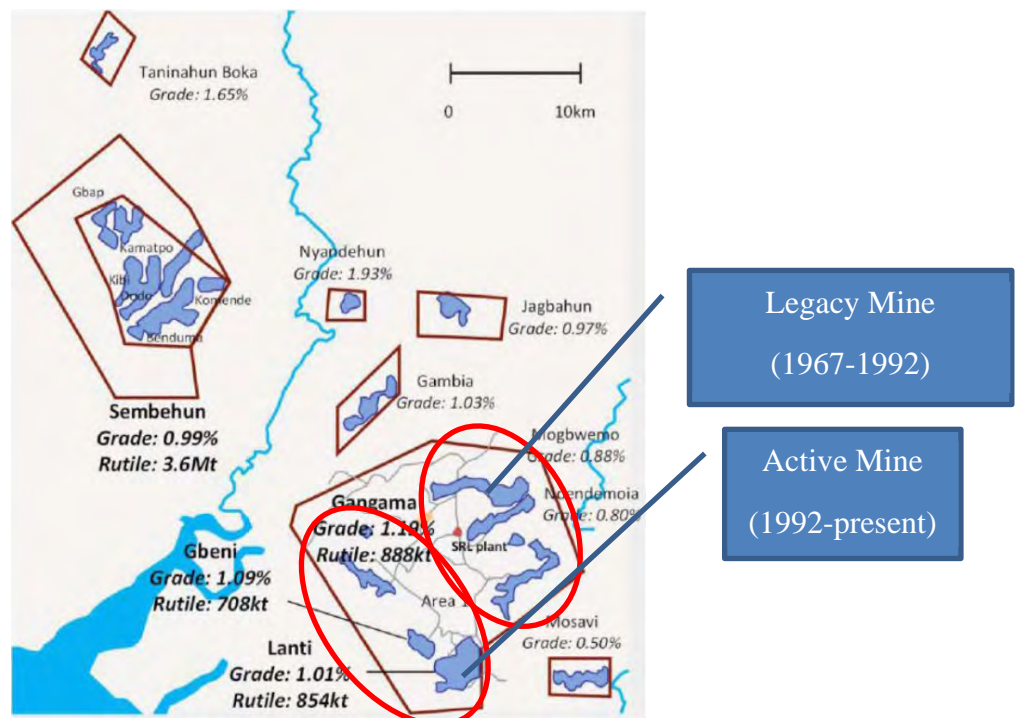 Taninahun Boka
Grade: 1.65%
0 10km
Gbap
Kamatpo
Kibi
Dodo
Komende
Benduma
Nyandehun
Grade: 1.93%
Jagbahun
Grade: 0.97%
Legacy Mine
(1967-1992)
Gambia
Grade: 1.03%
Sembehun
Grade: 0.99%
Rutile: 3.6Mt
Mogbwemo
Grade: 0.88%
Active Mine
(1992-present)
Ndendemoia
Grade: 0.80%
Gangama
Grade: 1.19%
Rutile: 888kt
SRL plant
Gbeni
Grade: 1.09%
Rutile: 708kt
Area 1
Mosavi
Grade: 0.50%
Lanti
Grade: 1.01%
Rutile: 854kt